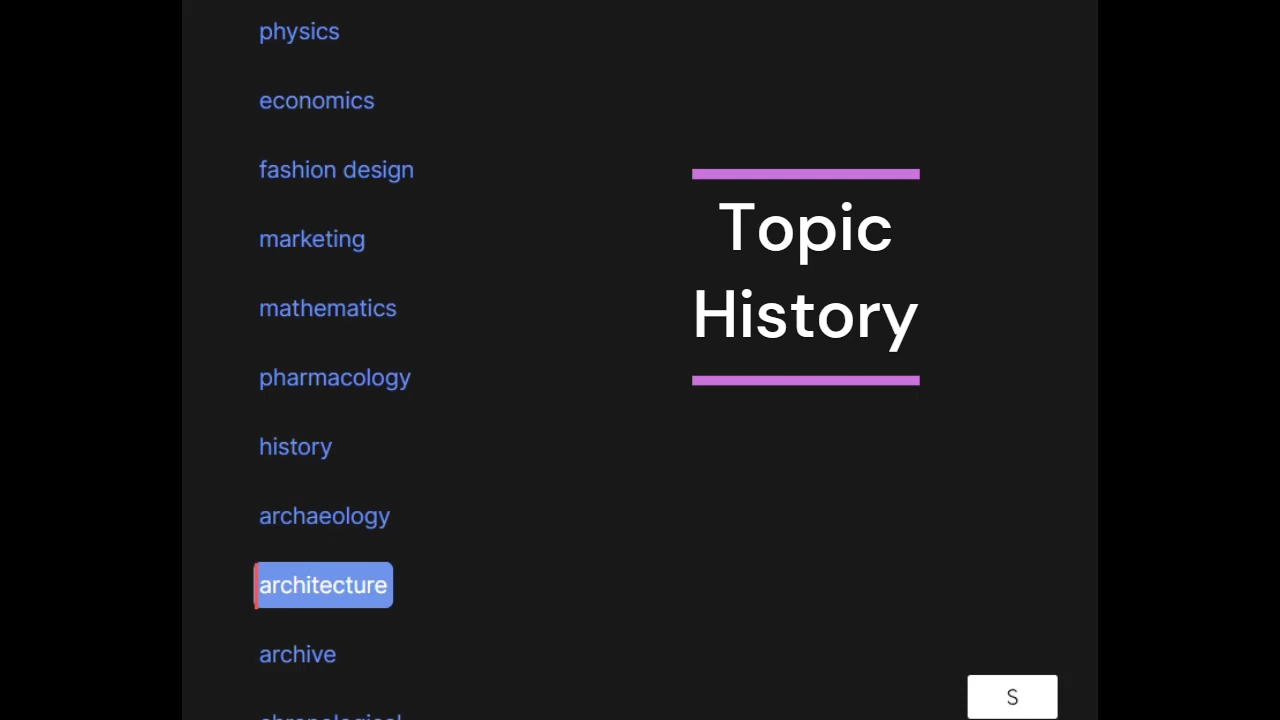 physics
economics
fashion design
marketing
mathematics
pharmacology
history
archaeology
architecture
archive
Topic
History
S